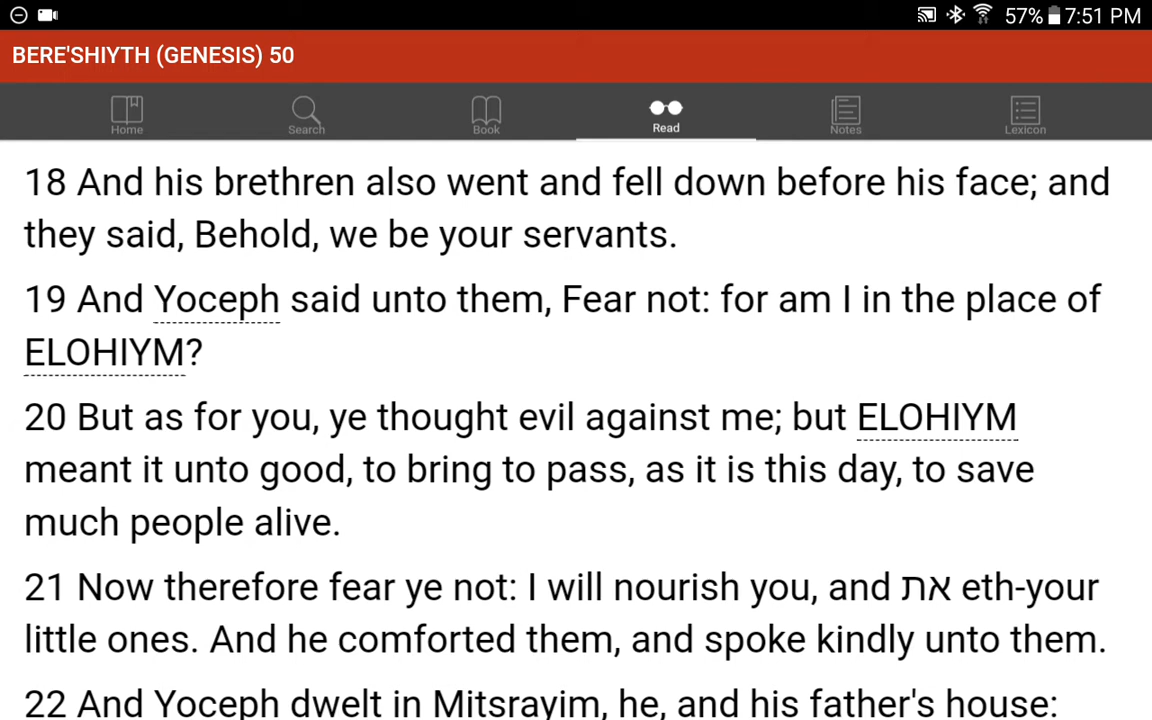 57% 7:51 PM
BERE'SHIYTH (GENESIS) 50
Home Search Book Read Notes Lexicon
18 And his brethren also went and fell down before his face; and
they said, Behold, we be your servants.
19 And Yoceph said unto them, Fear not: for am I in the place of
ELOHIYM?
20 But as for you, ye thought evil against me; but ELOHIYM
meant it unto good, to bring to pass, as it is this day, to save
much people alive.
21 Now therefore fear ye not: I will nourish you, and את eth-your
little ones. And he comforted them, and spoke kindly unto them.
22 And Yoceph dwelt in Mitsrayim, he, and his father's house: